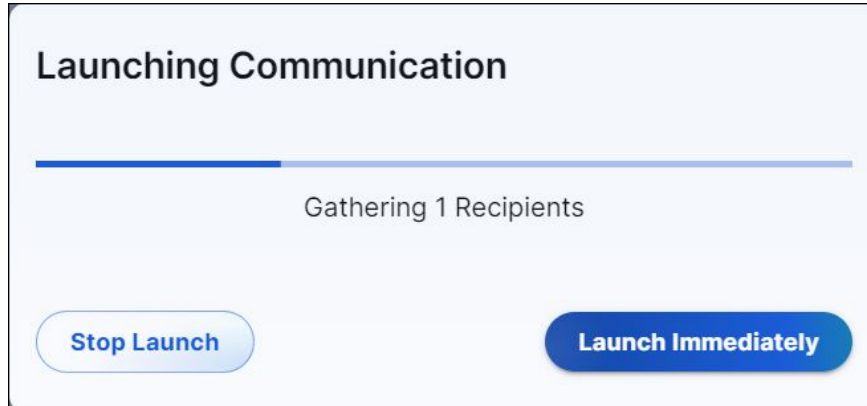 Launching Communication
Gathering 1 Recipients
Stop Launch
Launch Immediately